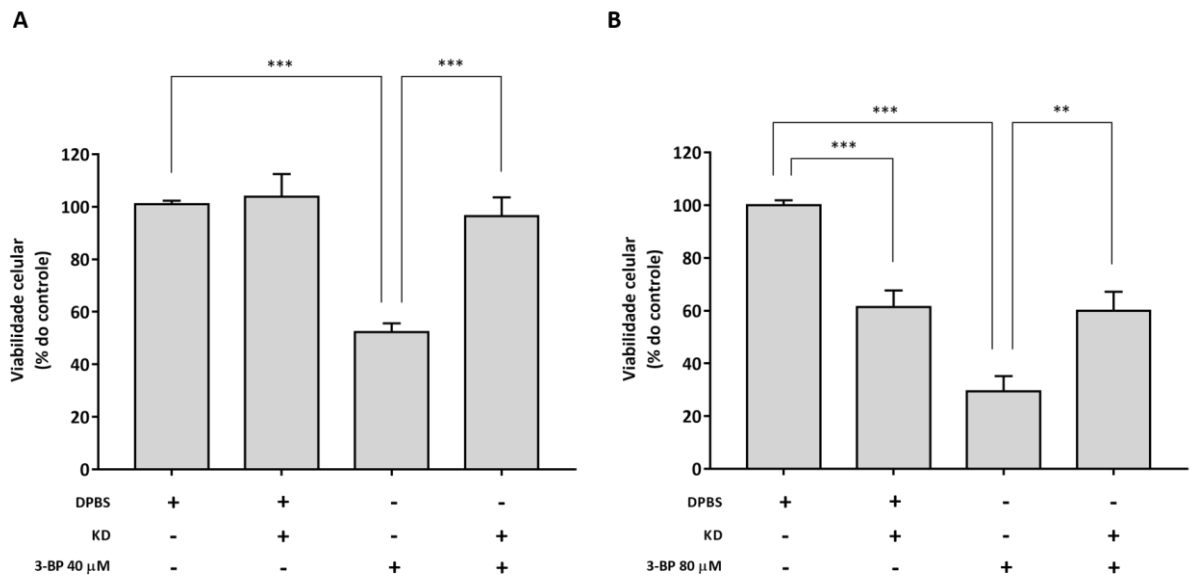 A
*** ***
120
100
80
60
40
20
0
Viabilidade celular
(% do controle)
DPBS + + - -
KD - + - +
3-BP 40 μM - - + +
B
*** **
***
120
100
80
60
40
20
0
Viabilidade celular
(% do controle)
DPBS + + - -
KD - + - +
3-BP 80 μM - - + +